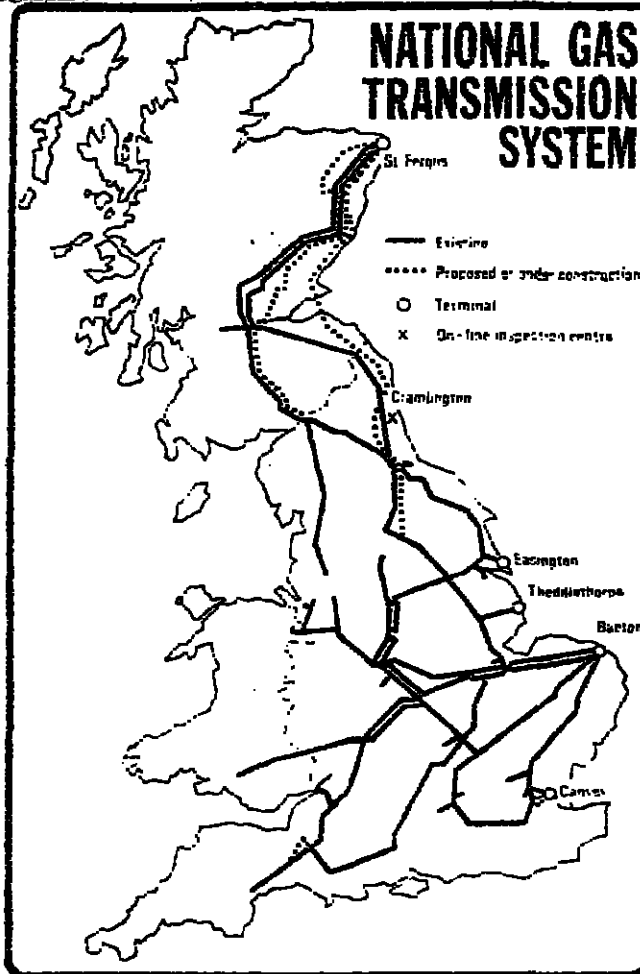 NATIONAL GAS
TRANSMISSION
SYSTEM
St. Fergus
Existing
Proposed or under construction
Terminal
On-line inspection centre
Cramlington
Easington
Theddlethorpe
Bacton
Canvey